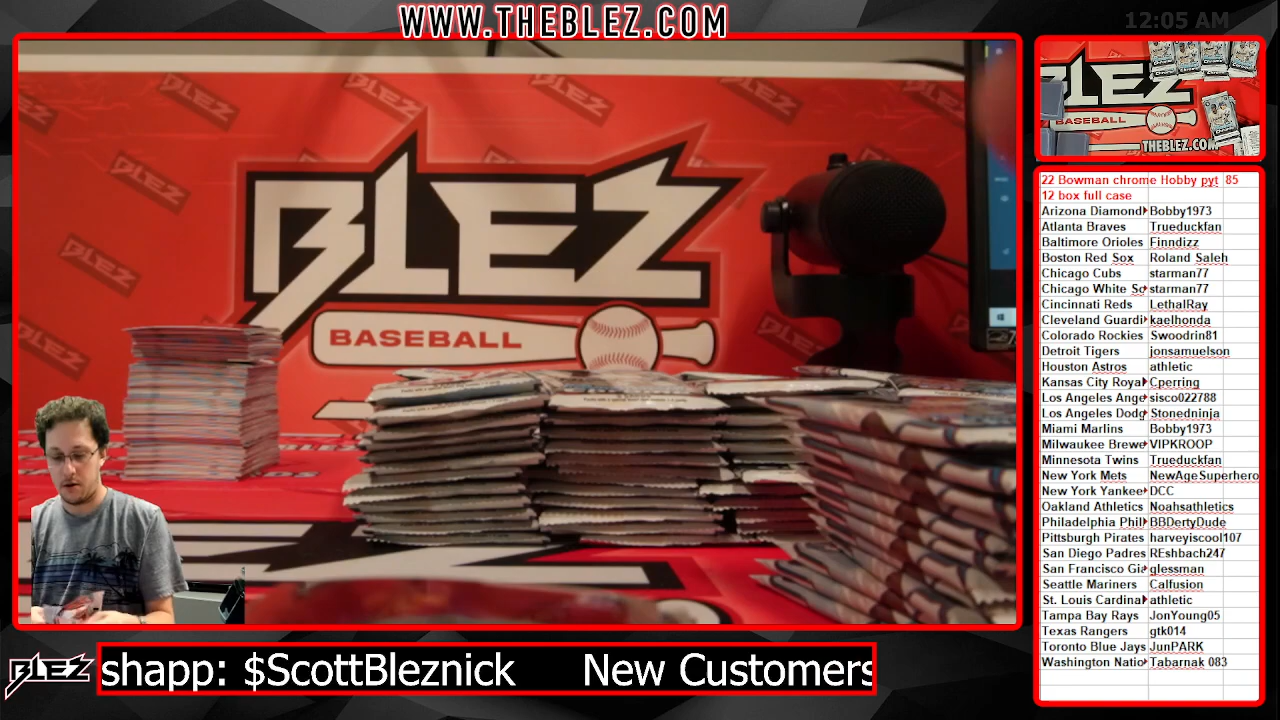 WWW.THEBLEZ.COM
12:05 AM
BLEZ
BASEBALL
BLEZ
BASEBALL
THEBLEZ.COM
22 Bowman chrome Hobby pyt 85
12 box full case
Arizona Diamond Bobby1973
Atlanta Braves Trueduckfan
Baltimore Orioles Finndizz
Boston Red Sox Roland Saleh
Chicago Cubs starman77
Chicago White So starman77
Cincinnati Reds LethalRay
Cleveland Guardi kaelhonda
Colorado Rockies Swoodrin81
Detroit Tigers jonsamuelson
Houston Astros athletic
Kansas City Royal Cperring
Los Angeles Ange sisco022788
Los Angeles Dodg Stonedninja
Miami Marlins Bobby1973
Milwaukee Brewe VIPKROOP
Minnesota Twins Trueduckfan
New York Mets NewAgeSuperhero
New York Yankee DCC
Oakland Athletics Noahsathletics
Philadelphia Phil BBDertyDude
Pittsburgh Pirates harveyiscool107
San Diego Padres REshbach247
San Francisco Gia glessman
Seattle Mariners Calfusion
St. Louis Cardina athletic
Tampa Bay Rays JonYoung05
Texas Rangers gtk014
Toronto Blue Jays JunPARK
Washington Natio Tabarnak 083
BLEZ
shapp: $ScottBleznick New Customers